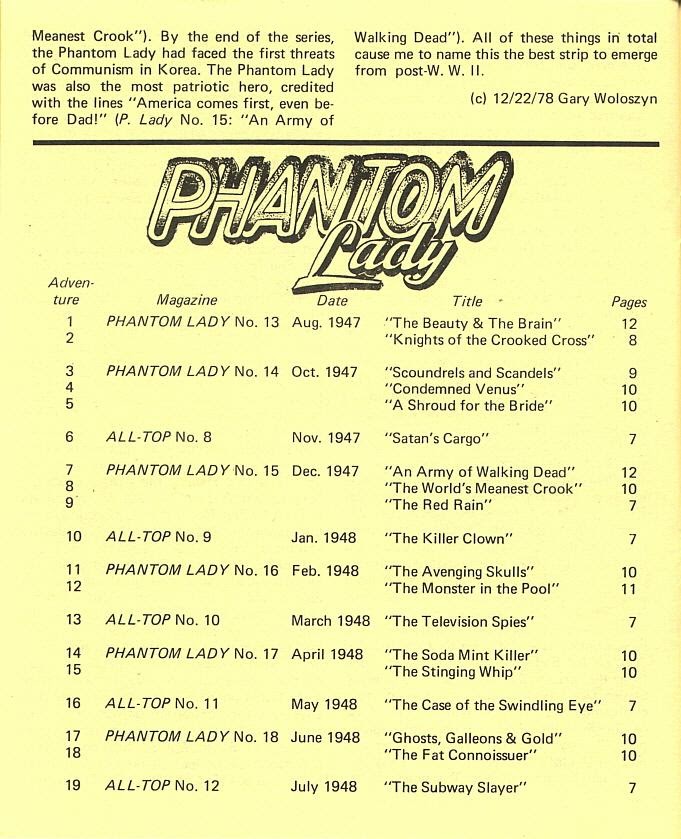 Meanest Crook"). By the end of the series,
the Phantom Lady had faced the first threats
of Communism in Korea. The Phantom Lady
was also the most patriotic hero, credited
with the lines "America comes first, even be-
fore Dad!" (P. Lady No. 15: "An Army of
Walking Dead"). All of these things in total
cause me to name this the best strip to emerge
from post-W. W. II.
(c) 12/22/78 Gary Woloszyn
PHANTOM
Lady
Adven-
ture Magazine Date Title Pages
1 PHANTOM LADY No. 13 Aug. 1947 "The Beauty & The Brain" 12
2 "Knights of the Crooked Cross" 8
3 PHANTOM LADY No. 14 Oct. 1947 "Scoundrels and Scandels" 9
4 "Condemned Venus" 10
5 "A Shroud for the Bride" 10
6 ALL-TOP No. 8 Nov. 1947 "Satan's Cargo" 7
7 PHANTOM LADY No. 15 Dec. 1947 "An Army of Walking Dead" 12
8 "The World's Meanest Crook" 10
9 "The Red Rain" 7
10 ALL-TOP No. 9 Jan. 1948 "The Killer Clown" 7
11 PHANTOM LADY No. 16 Feb. 1948 "The Avenging Skulls" 10
12 "The Monster in the Pool" 11
13 ALL-TOP No. 10 March 1948 "The Television Spies" 7
14 PHANTOM LADY No. 17 April 1948 "The Soda Mint Killer" 10
15 "The Stinging Whip" 10
16 ALL-TOP No. 11 May 1948 "The Case of the Swindling Eye" 7
17 PHANTOM LADY No. 18 June 1948 "Ghosts, Galleons & Gold" 10
18 "The Fat Connoissuer" 10
19 ALL-TOP No. 12 July 1948 "The Subway Slayer" 7